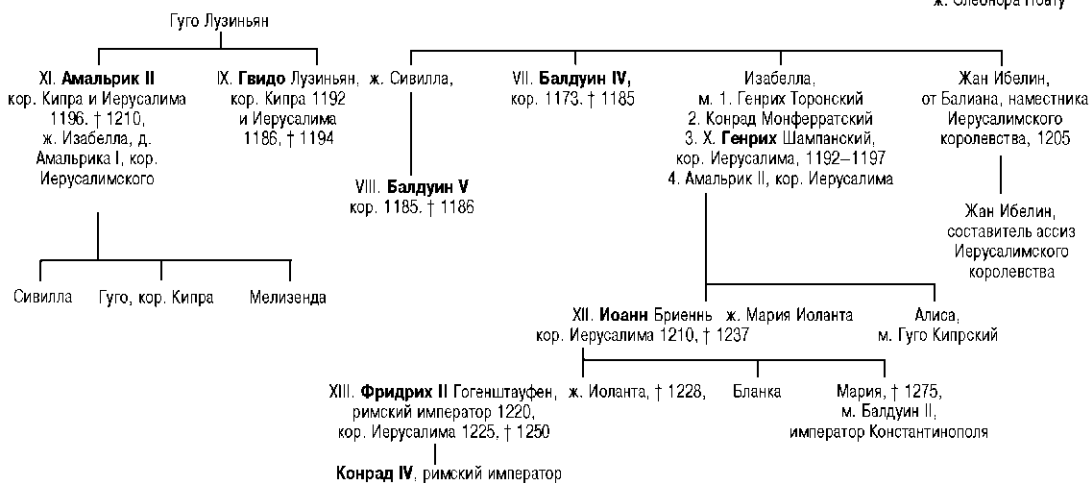 ж. Элеонора Поату
Гуго Лузиньян
XI. Амальрик II
кор. Кипра и Иерусалима
1196. † 1210,
ж. Изабелла, д.
Амальрика I, кор.
Иерусалимского
IX. Гвидо Лузиньян,
кор. Кипра 1192
и Иерусалима
1186, † 1194
ж. Сивилла,
VII. Балдуин IV,
кор. 1173. † 1185
Изабелла,
м. 1. Генрих Торонский
2. Конрад Монферратский
3. X. Генрих Шампанский,
кор. Иерусалима, 1192–1197
4. Амальрик II, кор. Иерусалима
Жан Ибелин,
от Балиана, наместника
Иерусалимского
королевства, 1205
VIII. Балдуин V
кор. 1185. † 1186
Жан Ибелин,
составитель ассиз
Иерусалимского
королевства
Сивилла
Гуго, кор. Кипра
Мелизенда
XII. Иоанн Бриеннь
кор. Иерусалима 1210, † 1237
ж. Мария Иоланта
Алиса,
м. Гуго Кипрский
XIII. Фридрих II Гогенштауфен,
римский император 1220,
кор. Иерусалима 1225, † 1250
ж. Иоланта, † 1228,
Бланка
Мария, † 1275,
м. Балдуин II,
император Константинополя
Конрад IV, римский император